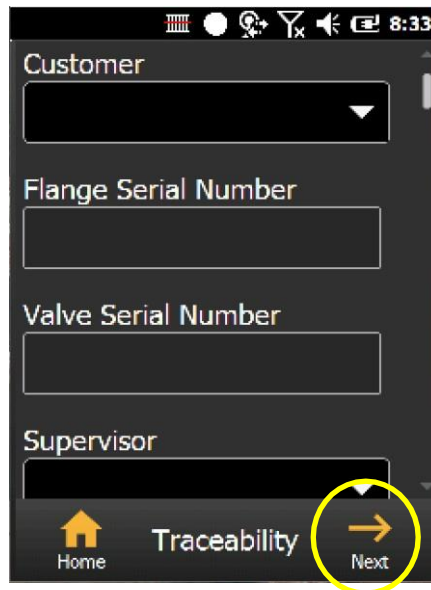 8:33
Customer
Flange Serial Number
Valve Serial Number
Supervisor
Home Traceability Next